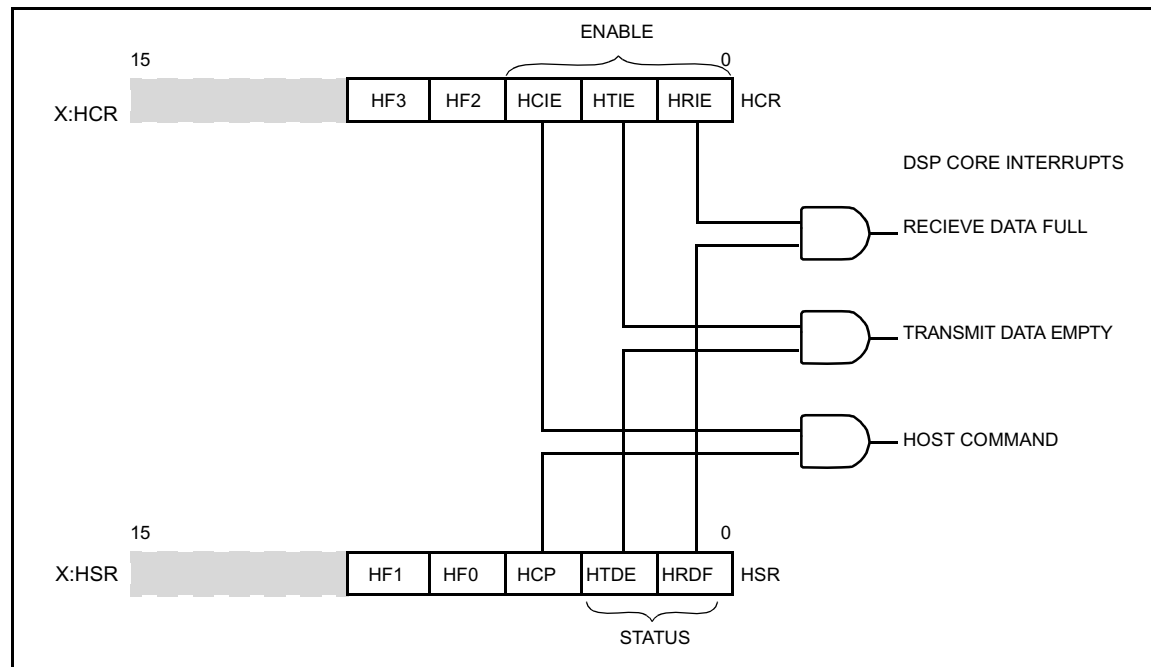 ENABLE
15 0
X:HCR HF3 HF2 HCIE HTIE HRIE HCR
DSP CORE INTERRUPTS
RECIEVE DATA FULL
TRANSMIT DATA EMPTY
HOST COMMAND
15 0
X:HSR HF1 HF0 HCP HTDE HRDF HSR
STATUS